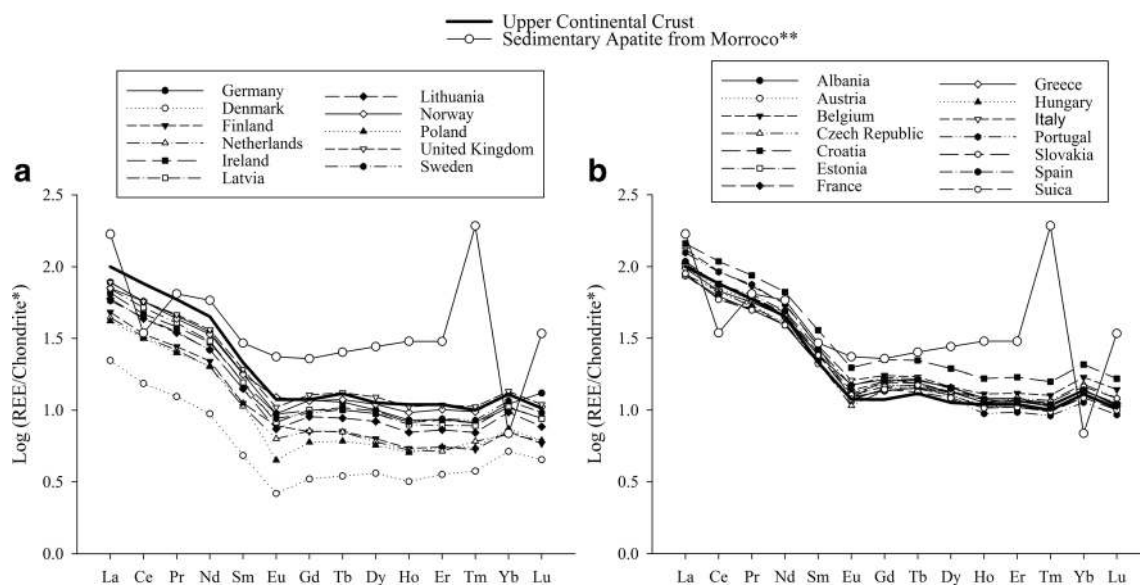 Upper Continental Crust
Sedimentary Apatite from Morroco**
Germany
Denmark
Finland
Netherlands
Ireland
Latvia
Lithuania
Norway
Poland
United Kingdom
Sweden
Albania
Austria
Belgium
Czech Republic
Croatia
Estonia
France
Greece
Hungary
Italy
Portugal
Slovakia
Spain
Suica
a
2.5
2.0
1.5
1.0
0.5
0.0
Log (REE/Chondrite*)
La Ce Pr Nd Sm Eu Gd Tb Dy Ho Er Tm Yb Lu
b
2.5
2.0
1.5
1.0
0.5
0.0
Log (REE/Chondrite*)
La Ce Pr Nd Sm Eu Gd Tb Dy Ho Er Tm Yb Lu